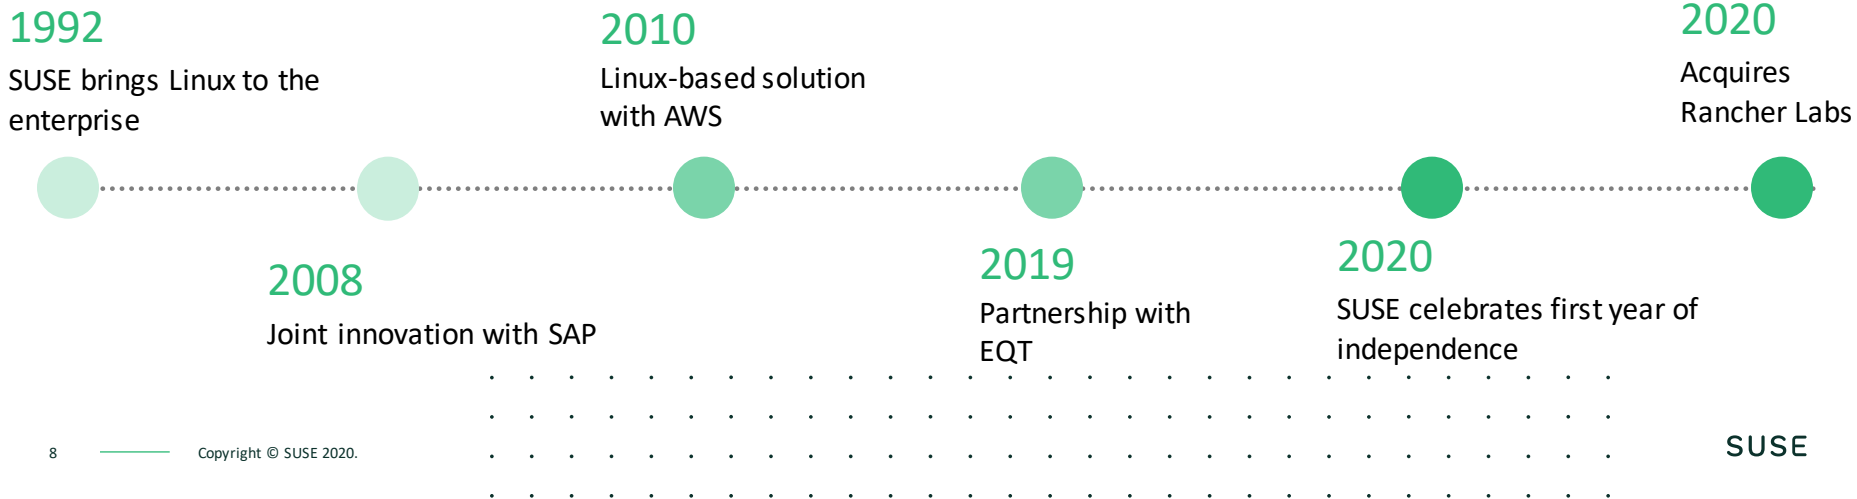 1992
SUSE brings Linux to the
enterprise
2010
Linux-based solution
with AWS
2020
Acquires
Rancher Labs
2008
Joint innovation with SAP
2019
Partnership with
EQT
2020
SUSE celebrates first year of
independence
8
Copyright © SUSE 2020.
SUSE